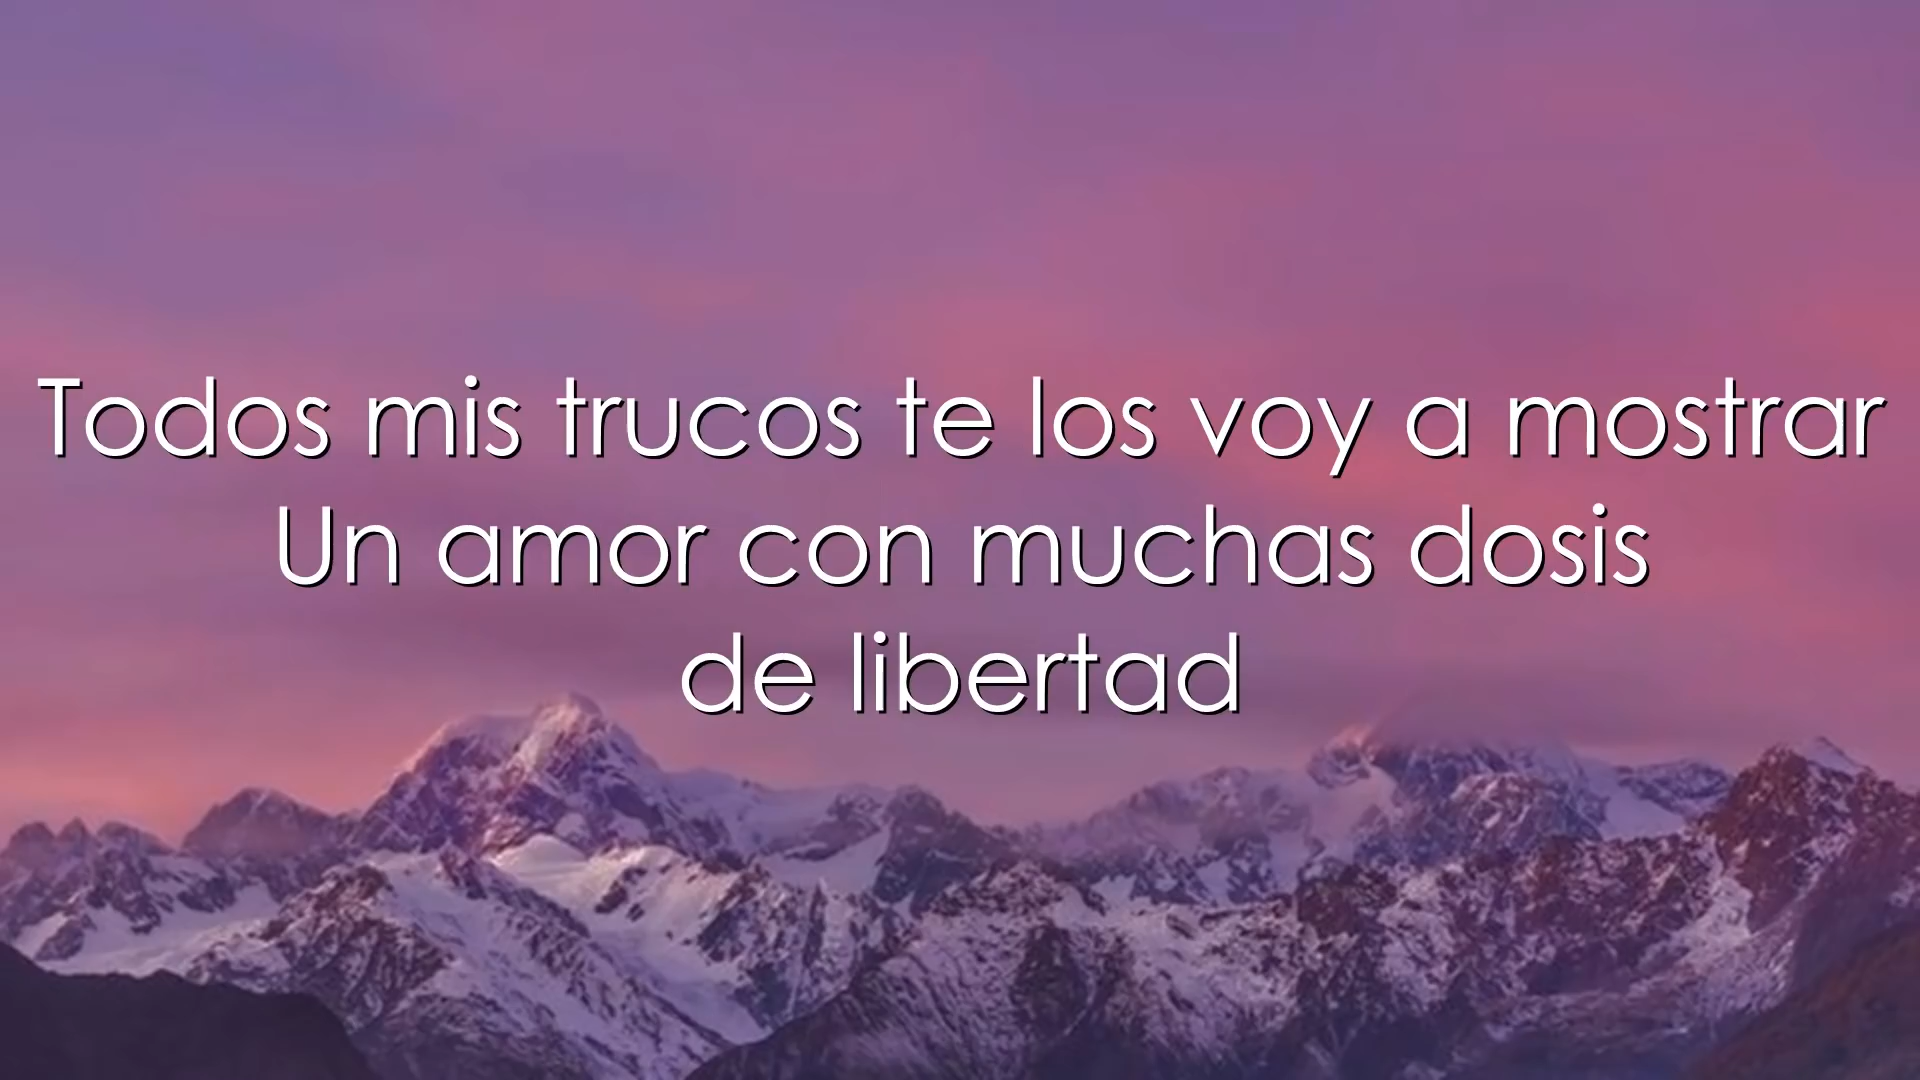 Todos mis trucos te los voy a mostrar
Un amor con muchas dosis
de libertad